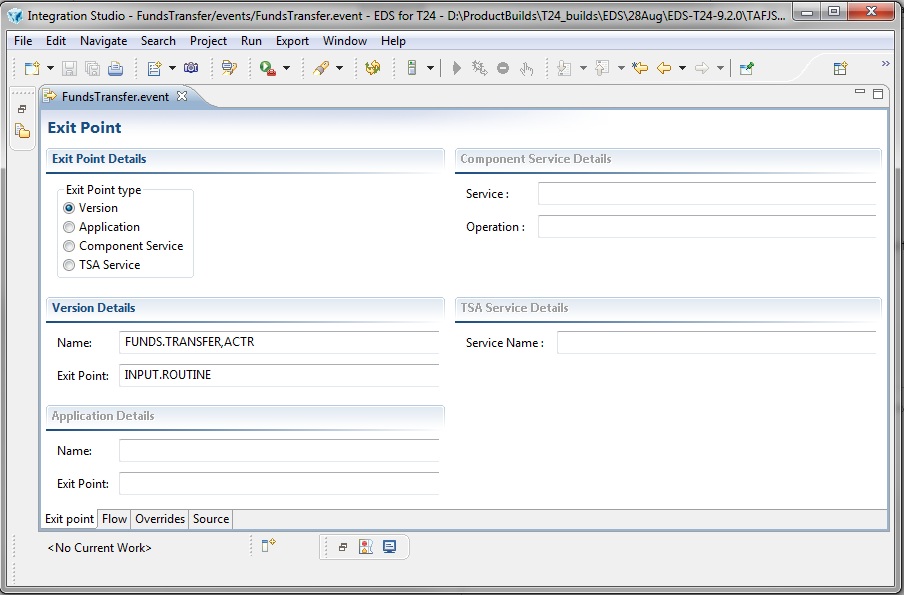 Integration Studio - FundsTransfer/events/FundsTransfer.event - EDS for T24 - D:\ProductBuilds\T24_builds\EDS\28Aug\EDS-T24-9.2.0\TAFJS...
File Edit Navigate Search Project Run Export Window Help
FundsTransfer.event
Exit Point
Exit Point Details
Component Service Details
Exit Point type
Version
Application
Component Service
TSA Service
Service :
Operation :
Version Details
TSA Service Details
Name: FUNDS.TRANSFER,ACTR
Service Name :
Exit Point: INPUT.ROUTINE
Application Details
Name:
Exit Point:
Exit point Flow Overrides Source
<No Current Work>